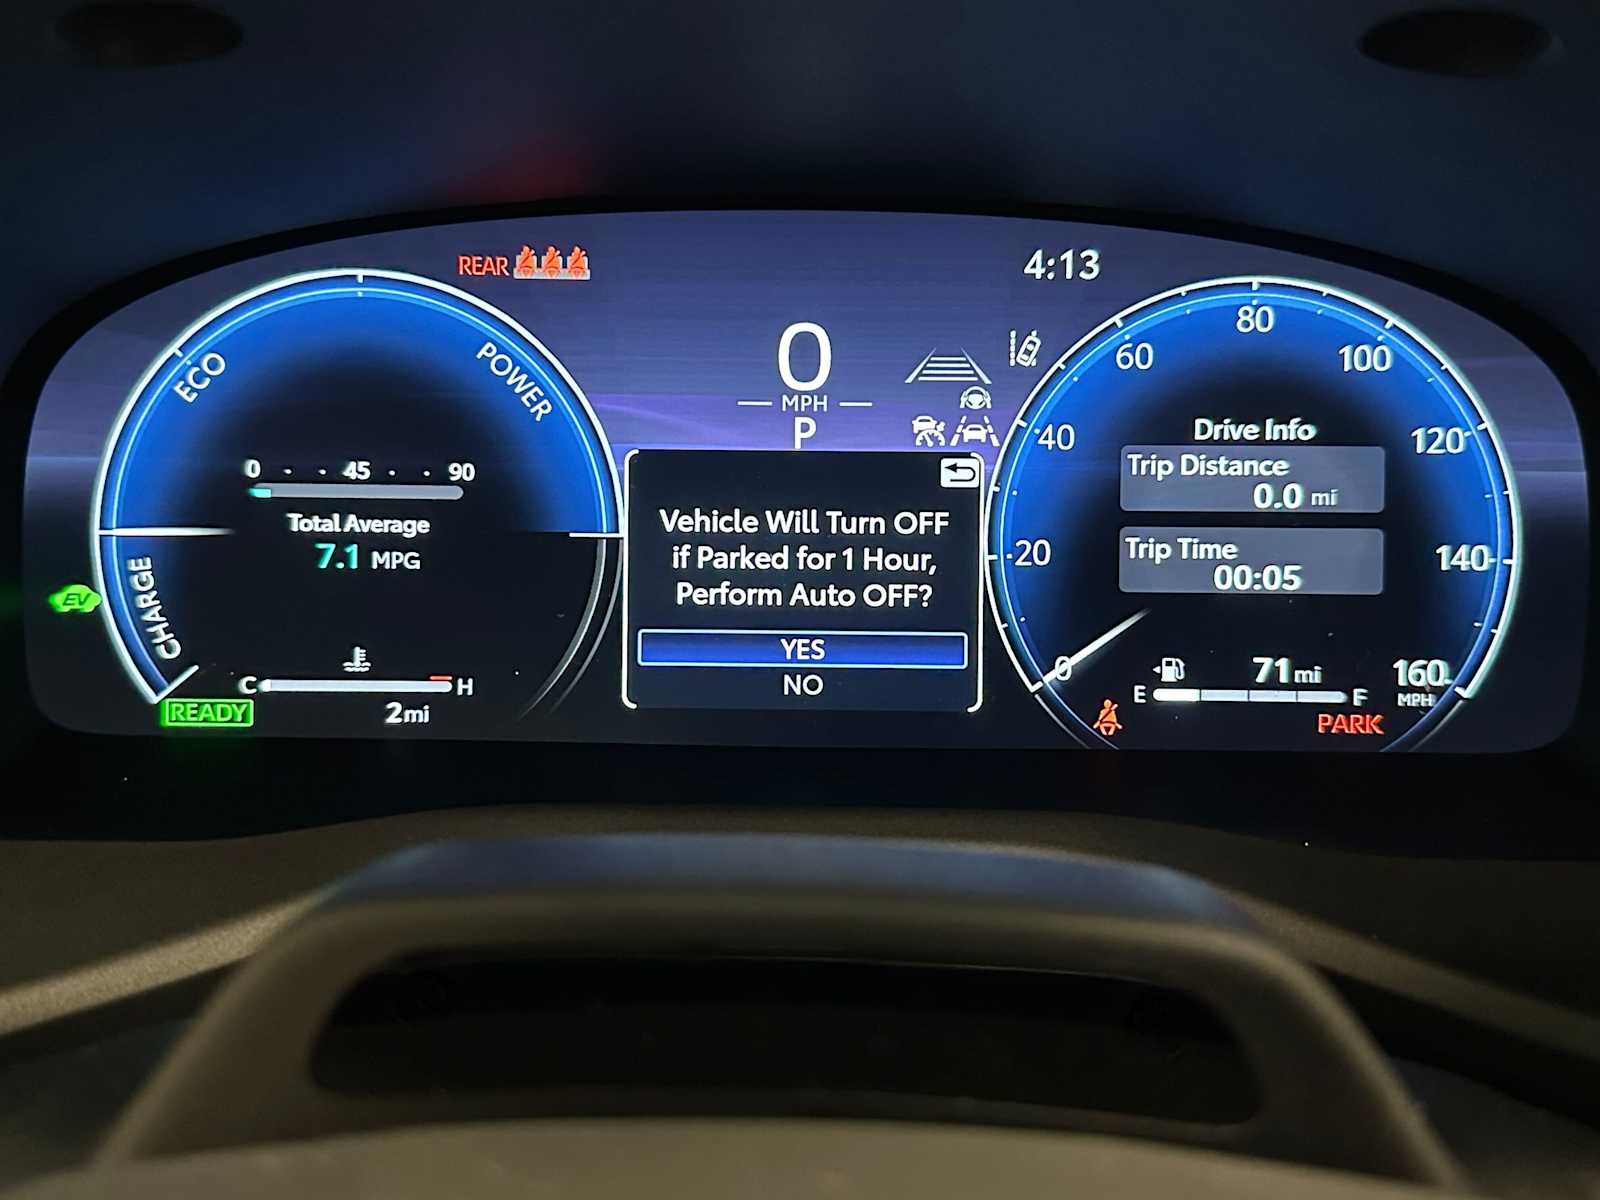 REAR
4:13
0
MPH
P
ECO
POWER
CHARGE
0 45 90
Total Average
7.1 MPG
EV
C H
READY
2mi
Vehicle Will Turn OFF
if Parked for 1 Hour,
Perform Auto OFF?
YES
NO
0
20
40
60
80
100
120
140
160
MPH
Drive Info
Trip Distance
0.0 mi
Trip Time
00:05
71mi
E F
PARK